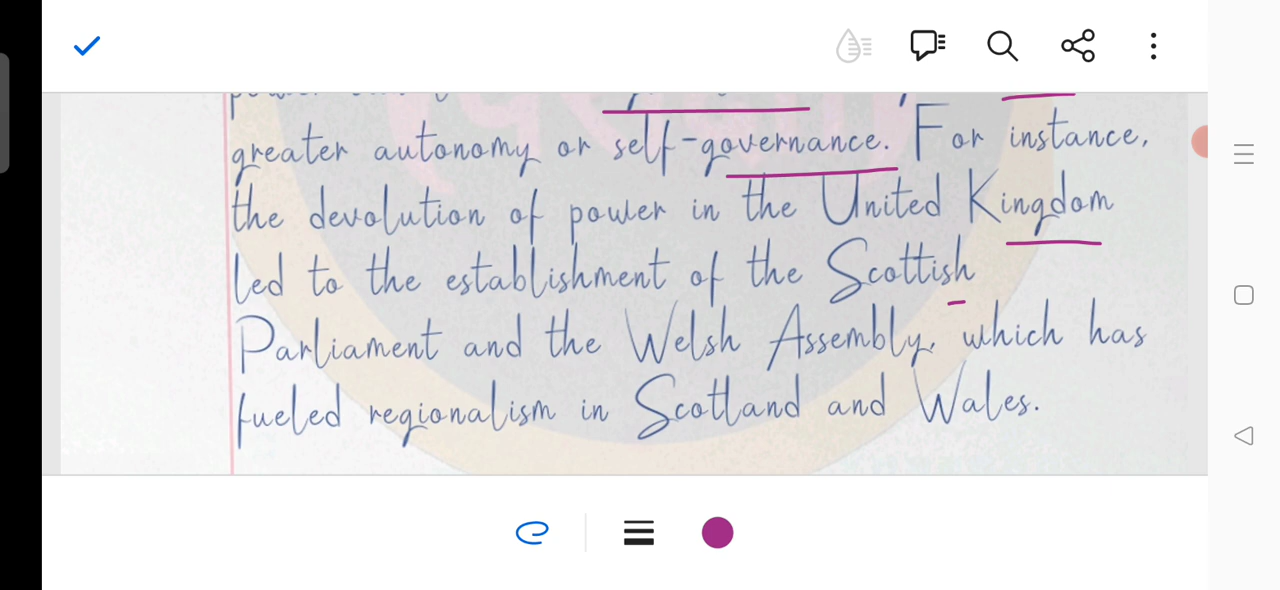 greater autonomy or self-governance. For instance,
the devolution of power in the United Kingdom
led to the establishment of the Scottish
Parliament and the Welsh Assembly, which has
fueled regionalism in Scotland and Wales.